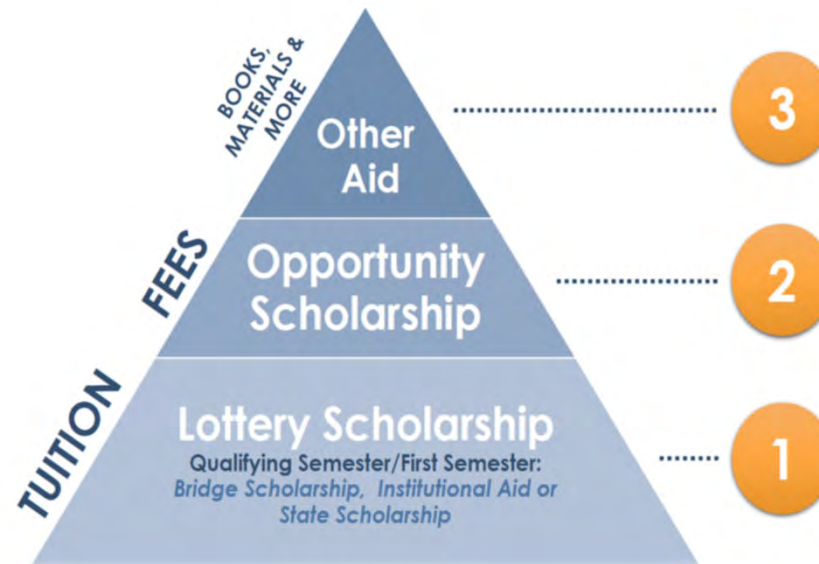 BOOKS,
MATERIALS &
MORE
Other
Aid
3
FEES
Opportunity
Scholarship
2
TUITION
Lottery Scholarship
Qualifying Semester/First Semester:
Bridge Scholarship, Institutional Aid or
State Scholarship
1